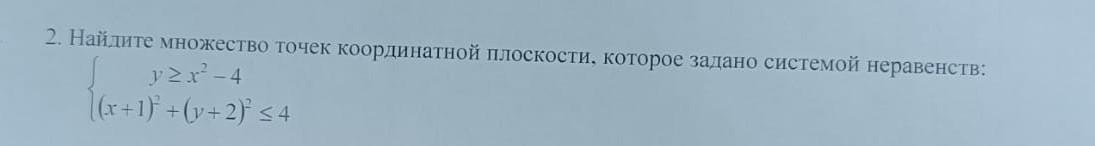 2. Найдите множество точек координатной плоскости, которое задано системой неравенств:
y ≥ x² – 4
(x+1)² + (y+2)² ≤ 4